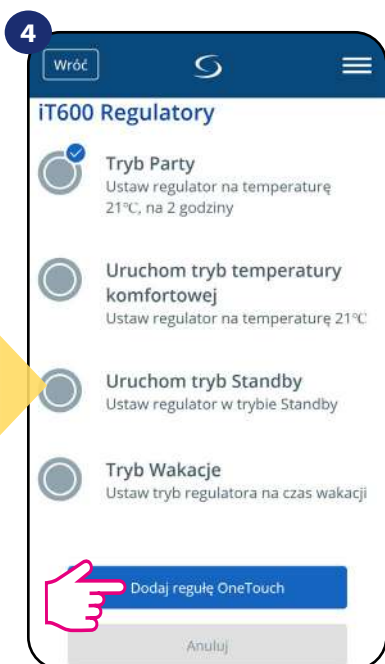 4
Wróć
iT600 Regulatory
Tryb Party
Ustaw regulator na temperaturę
21°C, na 2 godziny
Uruchom tryb temperatury
komfortowej
Ustaw regulator na temperaturę 21°C
Uruchom tryb Standby
Ustaw regulator w trybie Standby
Tryb Wakacje
Ustaw tryb regulatora na czas wakacji
Dodaj regułę OneTouch
Anuluj